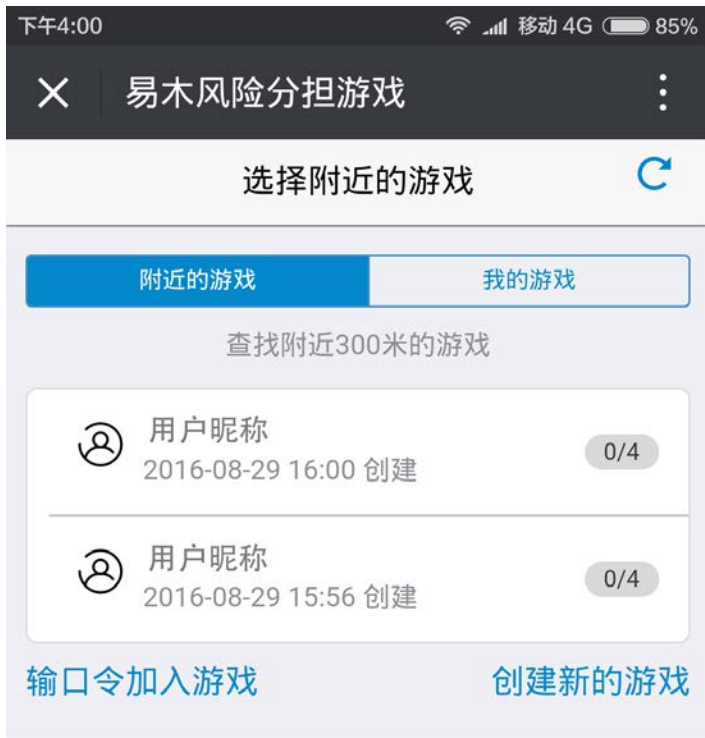 下午4:00 移动 4G 85%
易木风险分担游戏
选择附近的游戏
附近的游戏 我的游戏
查找附近300米的游戏
用户昵称
2016-08-29 16:00 创建
0/4
用户昵称
2016-08-29 15:56 创建
0/4
输口令加入游戏 创建新的游戏